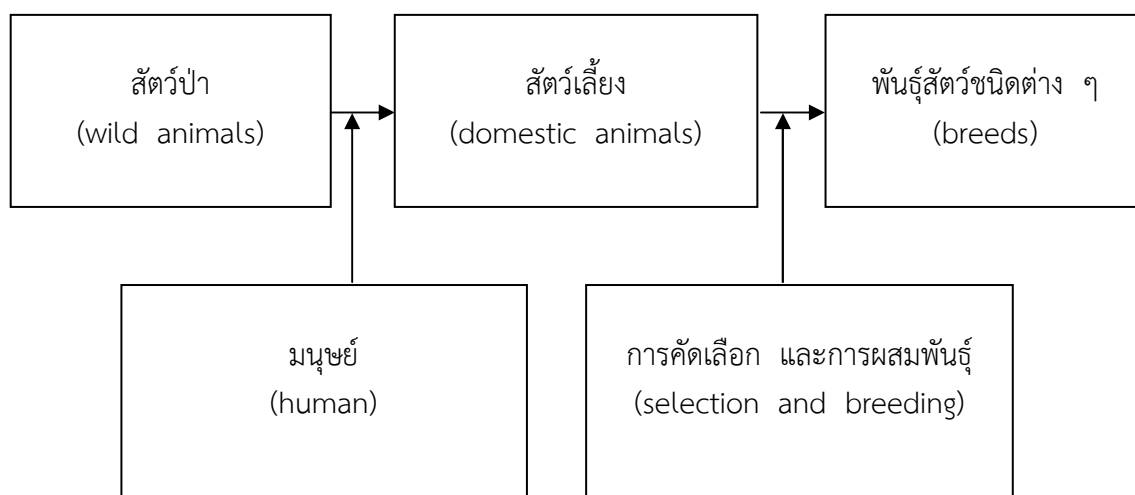 สัตว์ป่า
(wild animals)
สัตว์เลี้ยง
(domestic animals)
พันธุ์สัตว์ชนิดต่าง ๆ
(breeds)
มนุษย์
(human)
การคัดเลือก และการผสมพันธุ์
(selection and breeding)